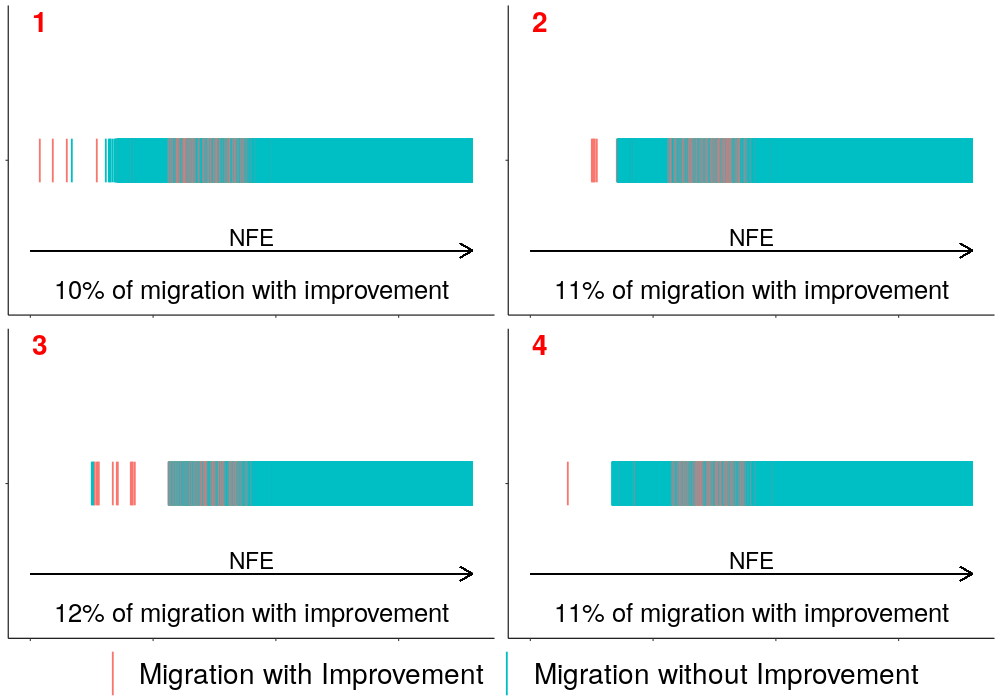 1
NFE
10% of migration with improvement
2
NFE
11% of migration with improvement
3
NFE
12% of migration with improvement
4
NFE
11% of migration with improvement
Migration with Improvement
Migration without Improvement